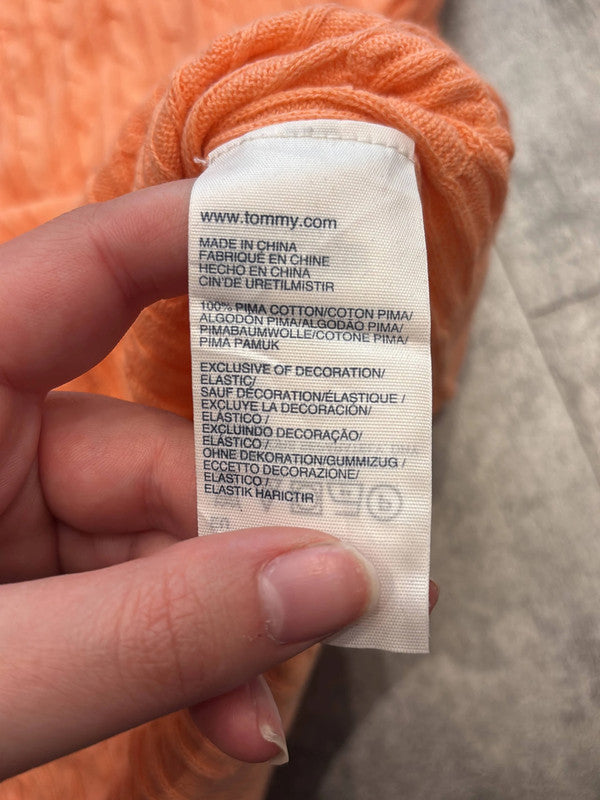 www.tommy.com
MADE IN CHINA
FABRIQUÉ EN CHINE
HECHO EN CHINA
CIN'DE URETILMiSTIR
100% PIMA COTTON/COTON PIMA/
ALGODÓN PIMA/ALGODÃO PIMA/
PIMABAUMWOLLE/COTONE PIMA/
PIMA PAMUK
EXCLUSIVE OF DECORATION/
ELASTIC/
SAUF DÉCORATION/ÉLASTIQUE /
EXCLUYE LA DECORACIÓN/
ELÁSTICO /
EXCLUINDO DECORAÇÃO/
ELÁSTICO /
OHNE DEKORATION/GUMMIZUG /
ECCETTO DECORAZIONE/
ELASTICO /
ELASTIK HARICTIR